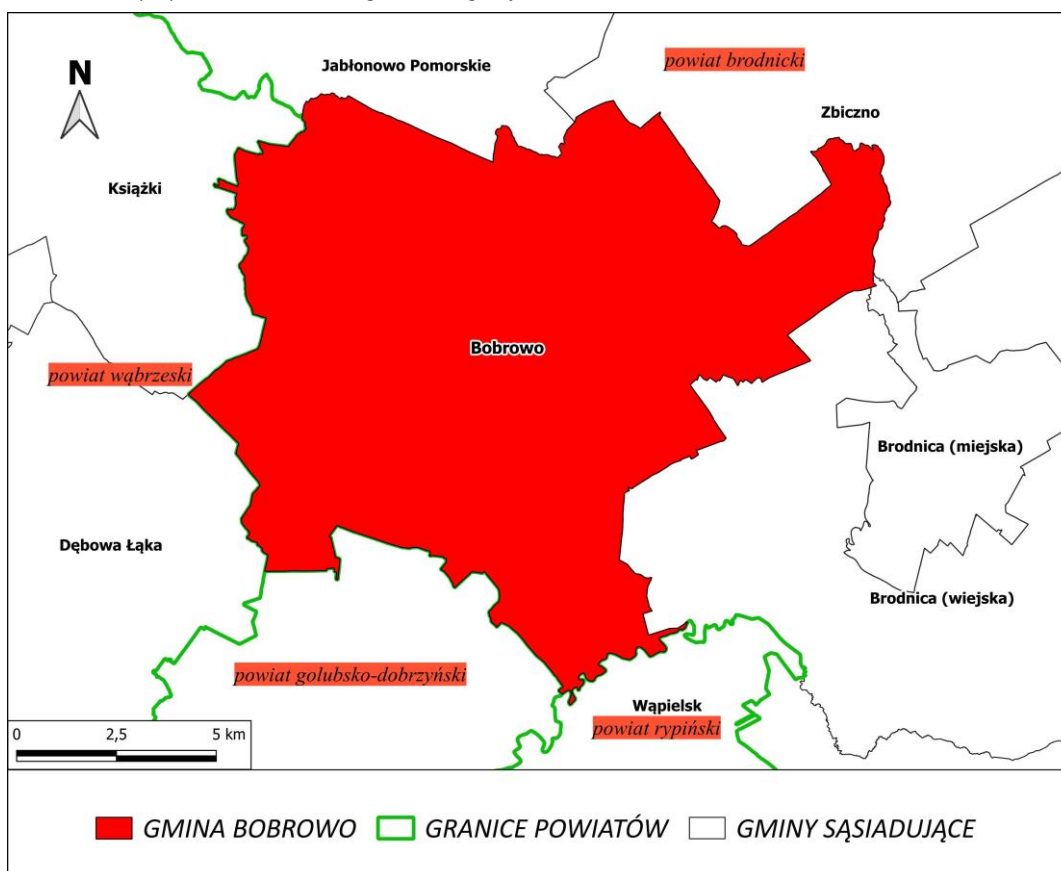 powiat brodnicki
Jabłonowo Pomorskie
N
Zbiczno
Książki
Bobrowo
powiat wąbrzeski
Brodnica (miejska)
Dębowa Łąka
Brodnica (wiejska)
powiat golubsko-dobrzyński
Wąpielsk
powiat rypiński
0 2,5 5 km
GMINA BOBROWO GRANICE POWIATÓW GMINY SĄSIADUJĄCE